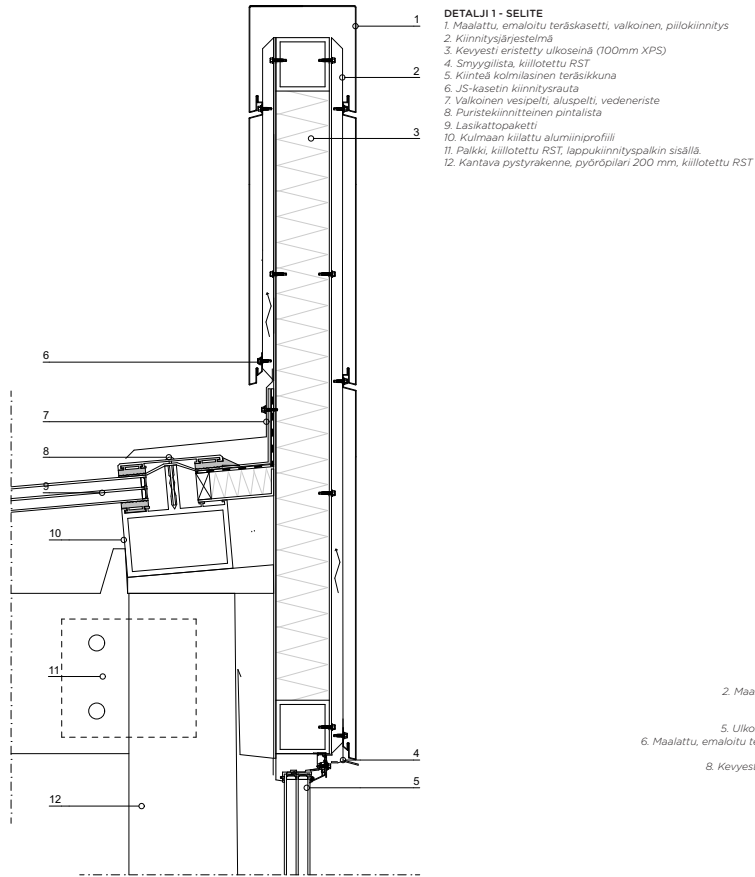 DETALJI 1 - SELITE
1. Maalattu, emaloitu teräskasetti, valkoinen, piilokiinnitys
2. Kiinnitysjärjestelmä
3. Kevyesti eristetty ulkoseinä (100mm XPS)
4. Smyygilista, kiillotettu RST
5. Kiinteä kolmilasinen teräsikkuna
6. JS-kasetin kiinnitysrauta
7. Valkoinen vesipelti, aluspelti, vedeneriste
8. Puristekiinnitteinen pintalista
9. Lasikattopaketti
10. Kulmaan kiilattu alumiiniprofiili
11. Palkki, kiillotettu RST, lappukiinnityspalkin sisällä.
12. Kantava pystyrakenne, pyöröpilari 200 mm, kiillotettu RST
1
2
3
6
7
8
9
10
11
12
4
5
2. Maa
5. Ulko
6. Maalattu, emaloitu te
8. Kevyest